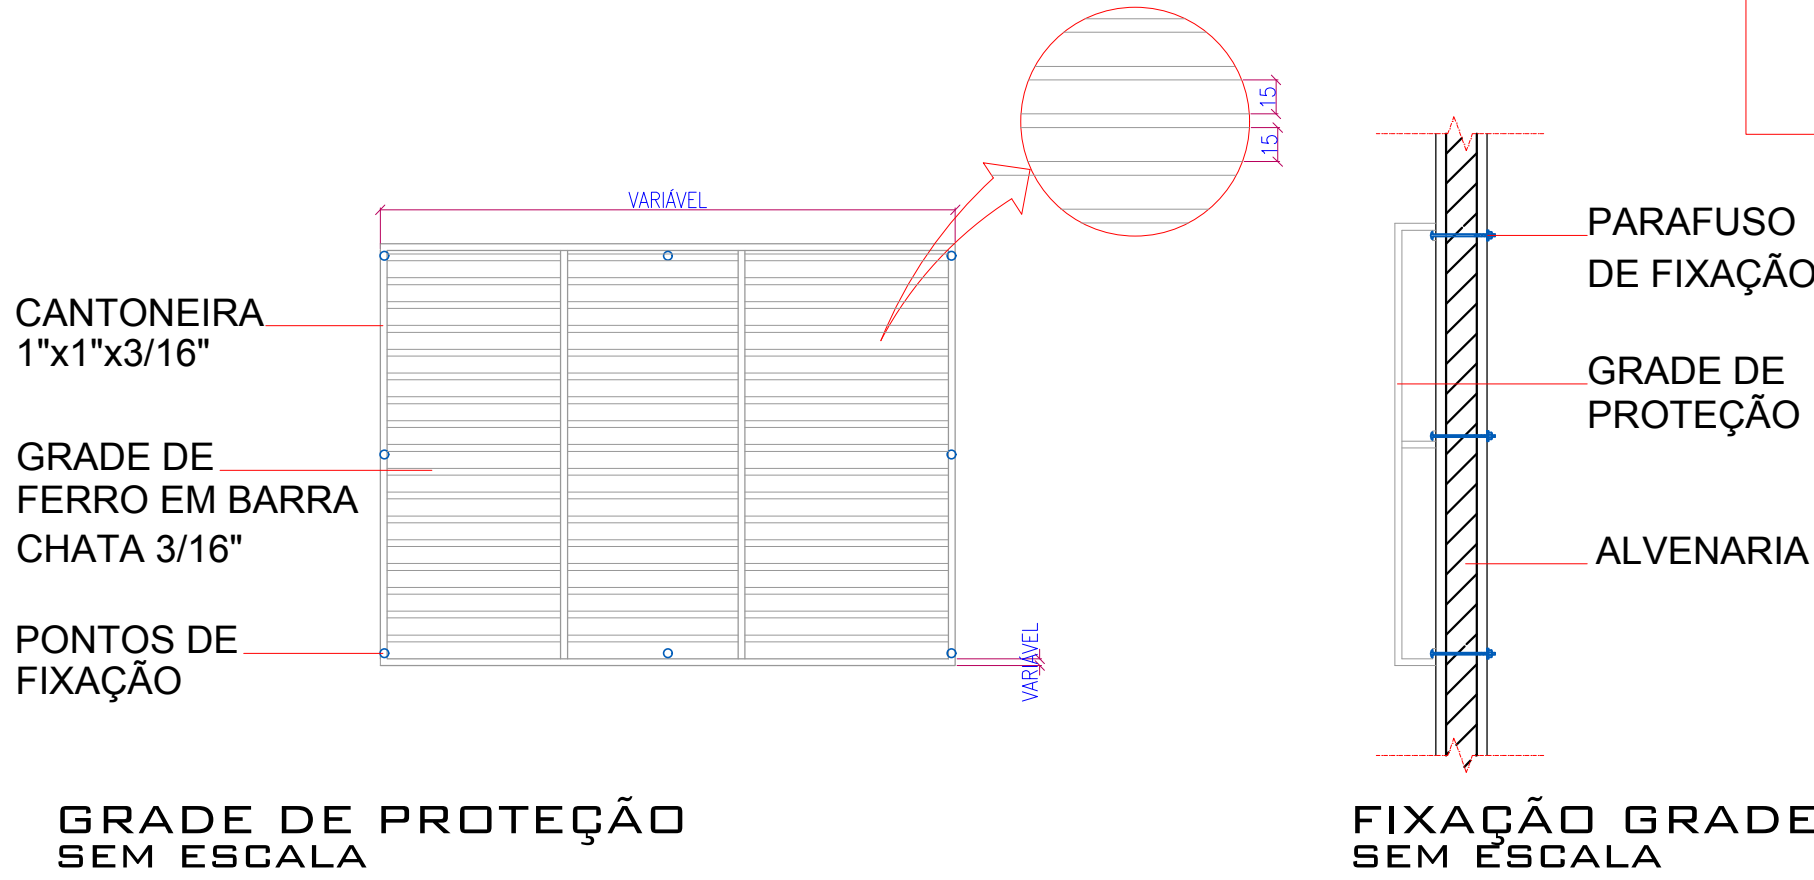 15
15
VARIÁVEL
CANTONEIRA
1"x1"x3/16"
GRADE DE
FERRO EM BARRA
CHATA 3/16"
PONTOS DE
FIXAÇÃO
VARIÁVEL
GRADE DE PROTEÇÃO
SEM ESCALA
PARAFUSO
DE FIXAÇÃO
GRADE DE
PROTEÇÃO
ALVENARIA
FIXAÇÃO GRADE
SEM ESCALA